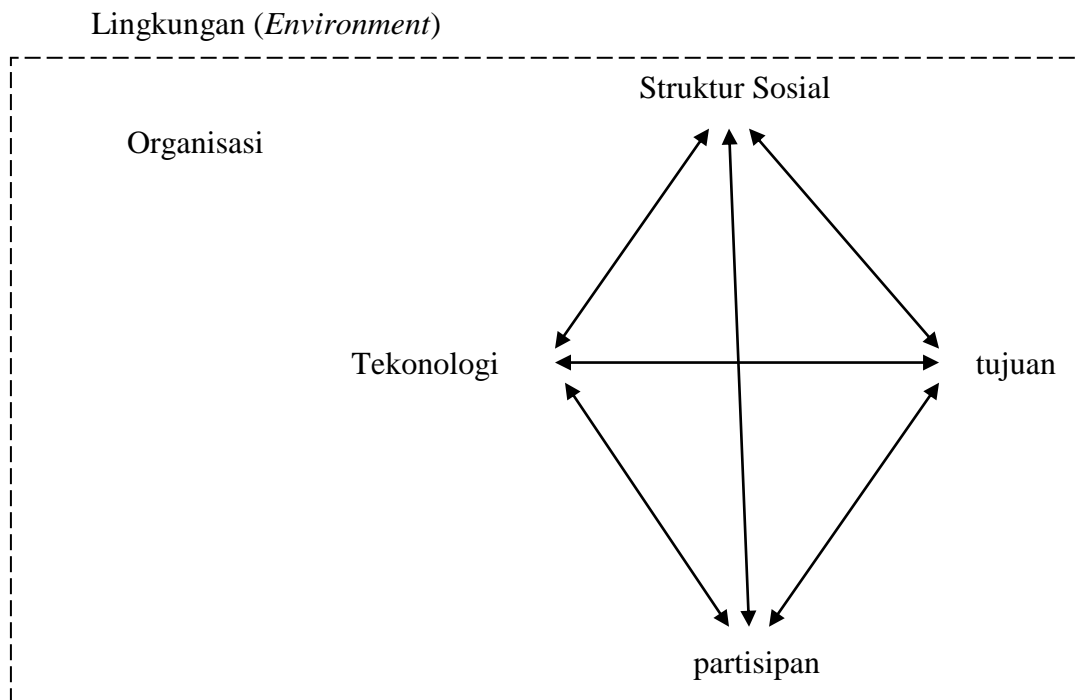 Lingkungan (Environment)
Struktur Sosial
Organisasi
Tekonologi
tujuan
partisipan